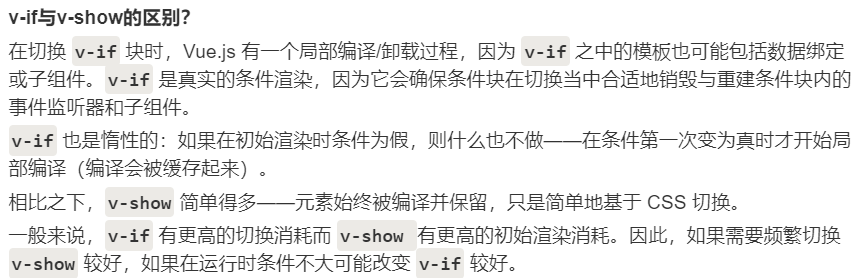 v-if与v-show的区别？
在切换 v-if 块时，Vue.js 有一个局部编译/卸载过程，因为 v-if 之中的模板也可能包括数据绑定
或子组件。v-if 是真实的条件渲染，因为它会确保条件块在切换当中合适地销毁与重建条件块内的
事件监听器和子组件。
v-if 也是惰性的：如果在初始渲染时条件为假，则什么也不做——在条件第一次变为真时才开始局
部编译（编译会被缓存起来）。
相比之下，v-show 简单得多——元素始终被编译并保留，只是简单地基于 CSS 切换。
一般来说，v-if 有更高的切换消耗而 v-show 有更高的初始渲染消耗。因此，如果需要频繁切换
v-show 较好，如果在运行时条件不大可能改变 v-if 较好。